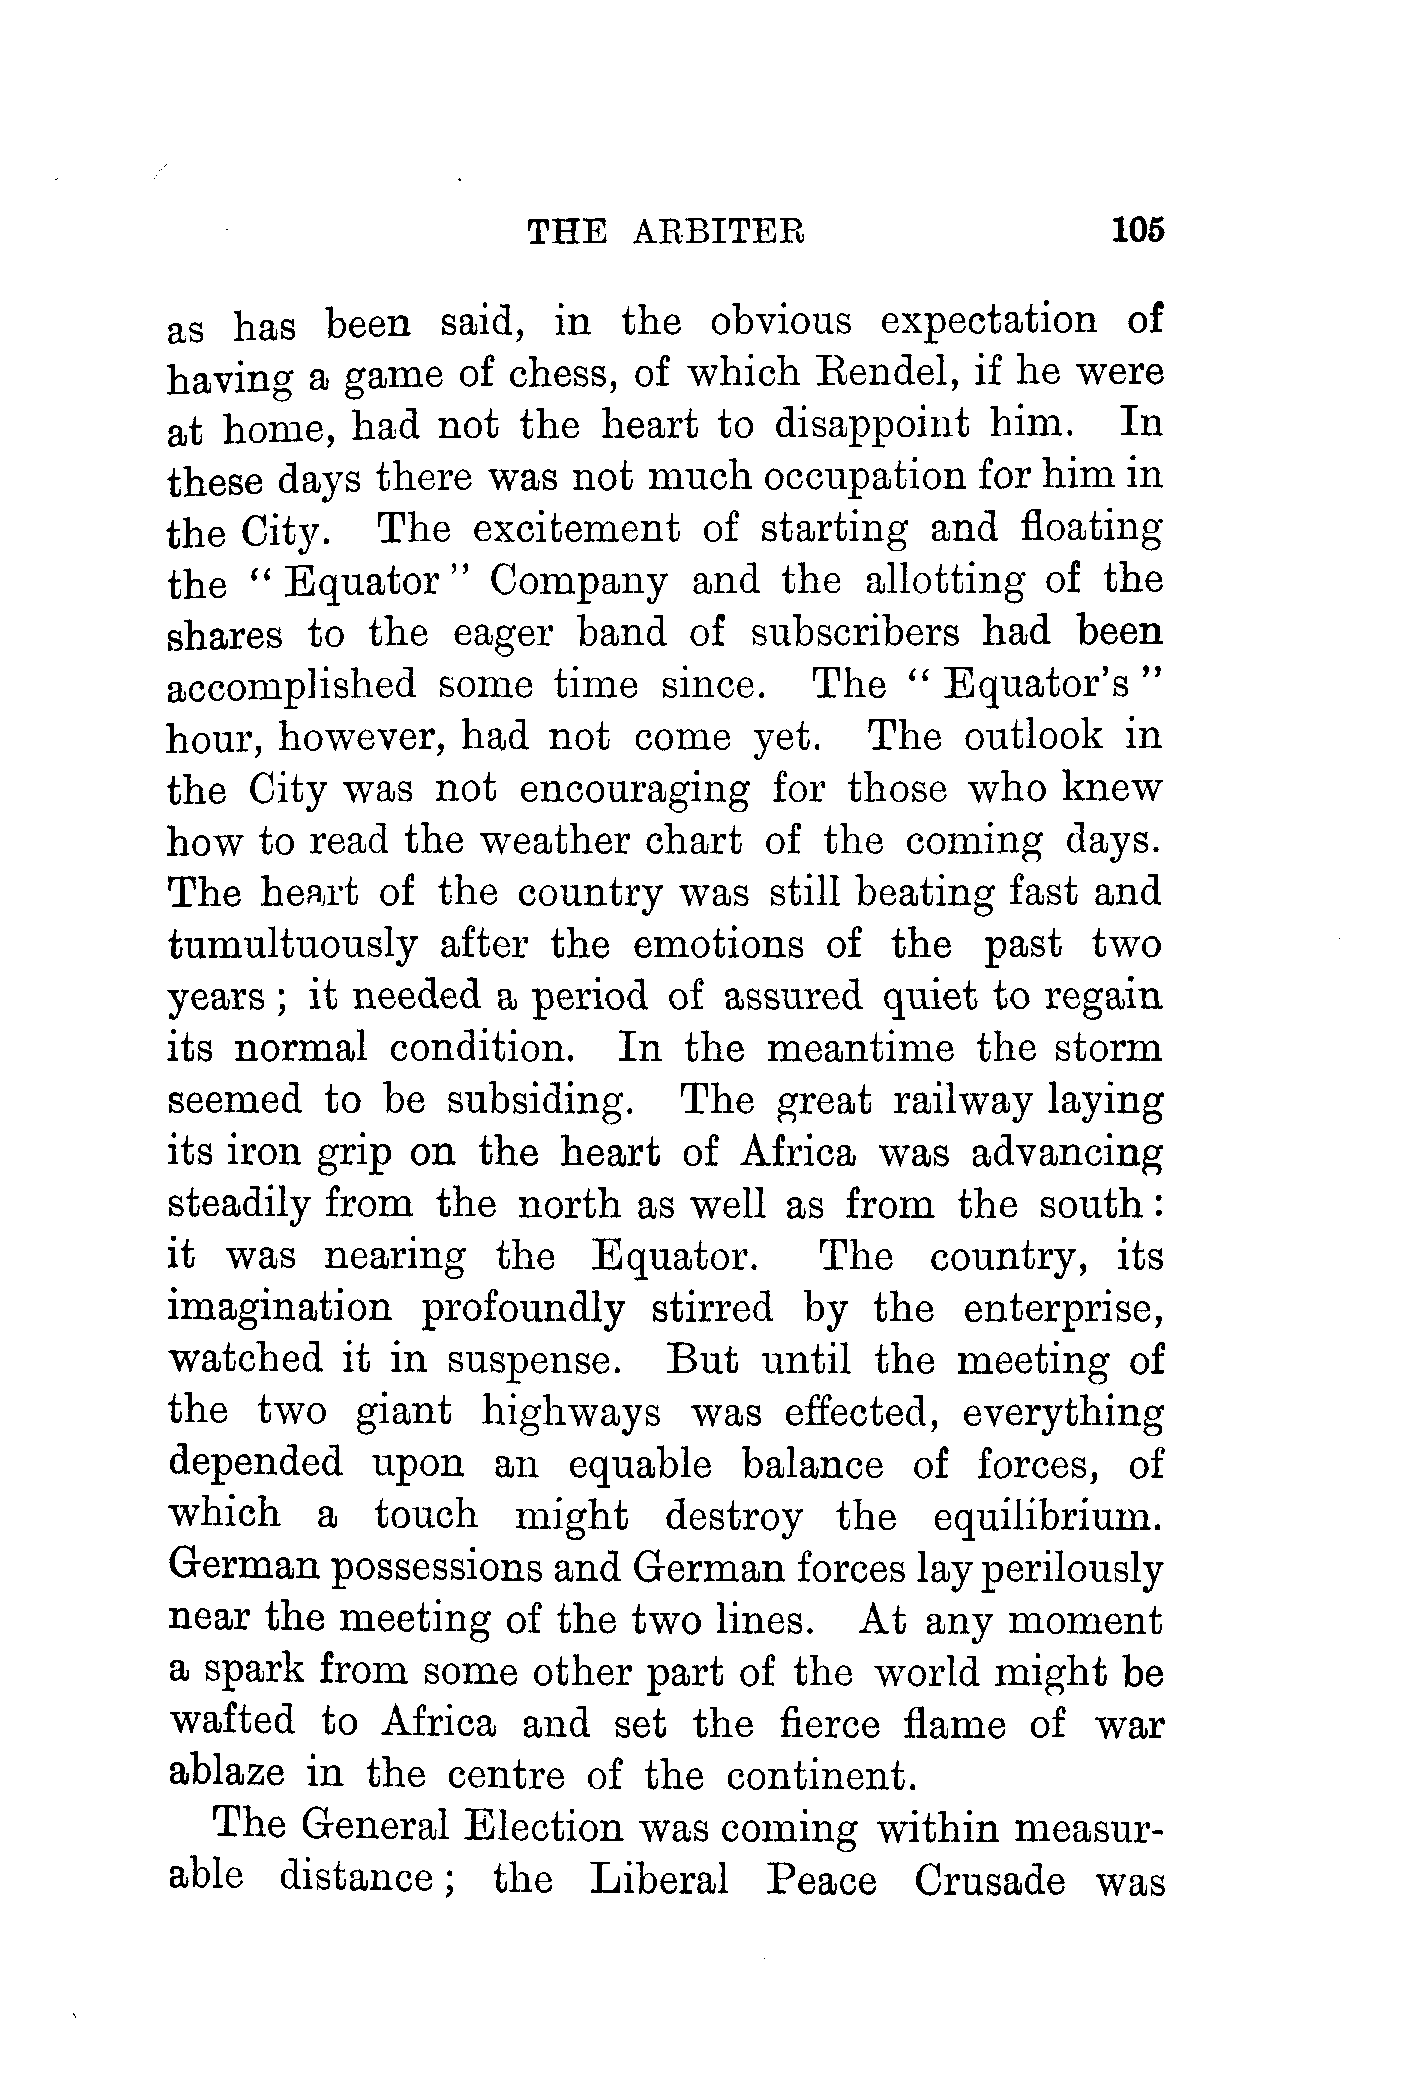 THE ARBITER 105
as has been said, in the obvious expectation of
having a game of chess, of which Rendel, if he were
at home, had not the heart to disappoint him. In
these days there was not much occupation for him in
the City. The excitement of starting and floating
the “ Equator ” Company and the allotting of the
shares to the eager band of subscribers had been
accomplished some time since. The “ Equator's ”
hour, however, had not come yet. The outlook in
the City was not encouraging for those who knew
how to read the weather chart of the coming days.
The heart of the country was still beating fast and
tumultuously after the emotions of the past two
years ; it needed a period of assured quiet to regain
its normal condition. In the meantime the storm
seemed to be subsiding. The great railway laying
its iron grip on the heart of Africa was advancing
steadily from the north as well as from the south :
it was nearing the Equator. The country, its
imagination profoundly stirred by the enterprise,
watched it in suspense. But until the meeting of
the two giant highways was effected, everything
depended upon an equable balance of forces, of
which a touch might destroy the equilibrium.
German possessions and German forces lay perilously
near the meeting of the two lines. At any moment
a spark from some other part of the world might be
wafted to Africa and set the fierce flame of war
ablaze in the centre of the continent.
The General Election was coming within measur-
able distance ; the Liberal Peace Crusade was